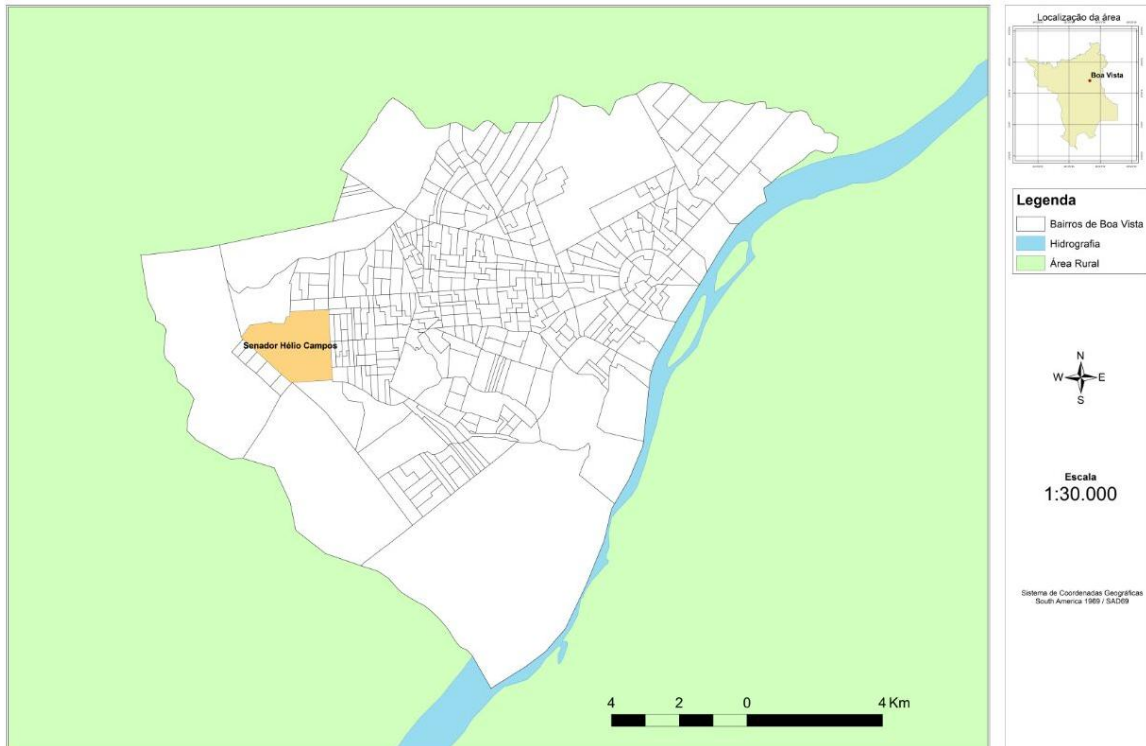 Senador Hélio Campos
4 2 0 4 Km
Localização da área
Boa Vista
Legenda
Bairros de Boa Vista
Hidrografia
Área Rural
N
W E
S
Escala
1:30.000
Sistema de Coordenadas Geográficas
South America 1969 / SAD69